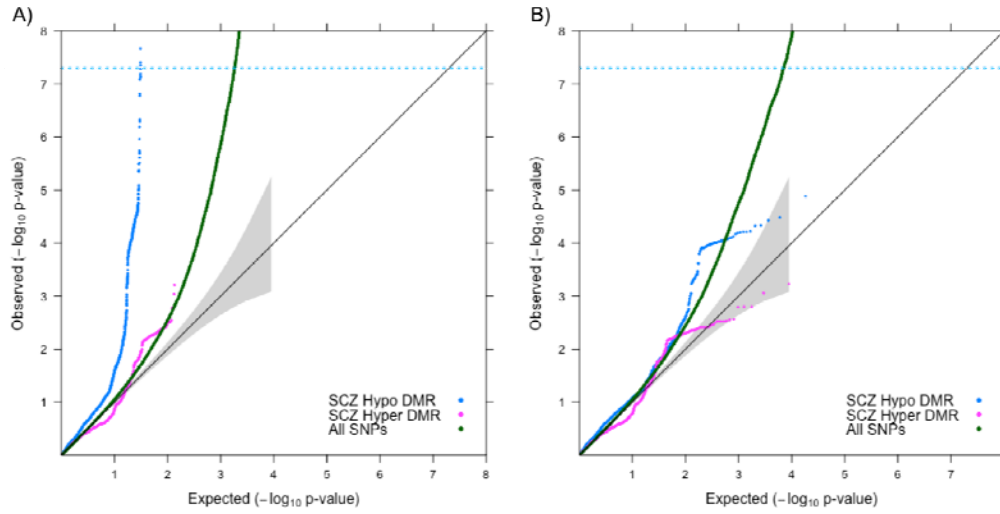 A)
8
7
6
5
4
3
2
1
Observed (−log10 p-value)
SCZ Hypo DMR
SCZ Hyper DMR
All SNPs
1 2 3 4 5 6 7 8
Expected (−log10 p-value)
B)
8
7
6
5
4
3
2
1
Observed (−log10 p-value)
SCZ Hypo DMR
SCZ Hyper DMR
All SNPs
1 2 3 4 5 6 7
Expected (−log10 p-value)